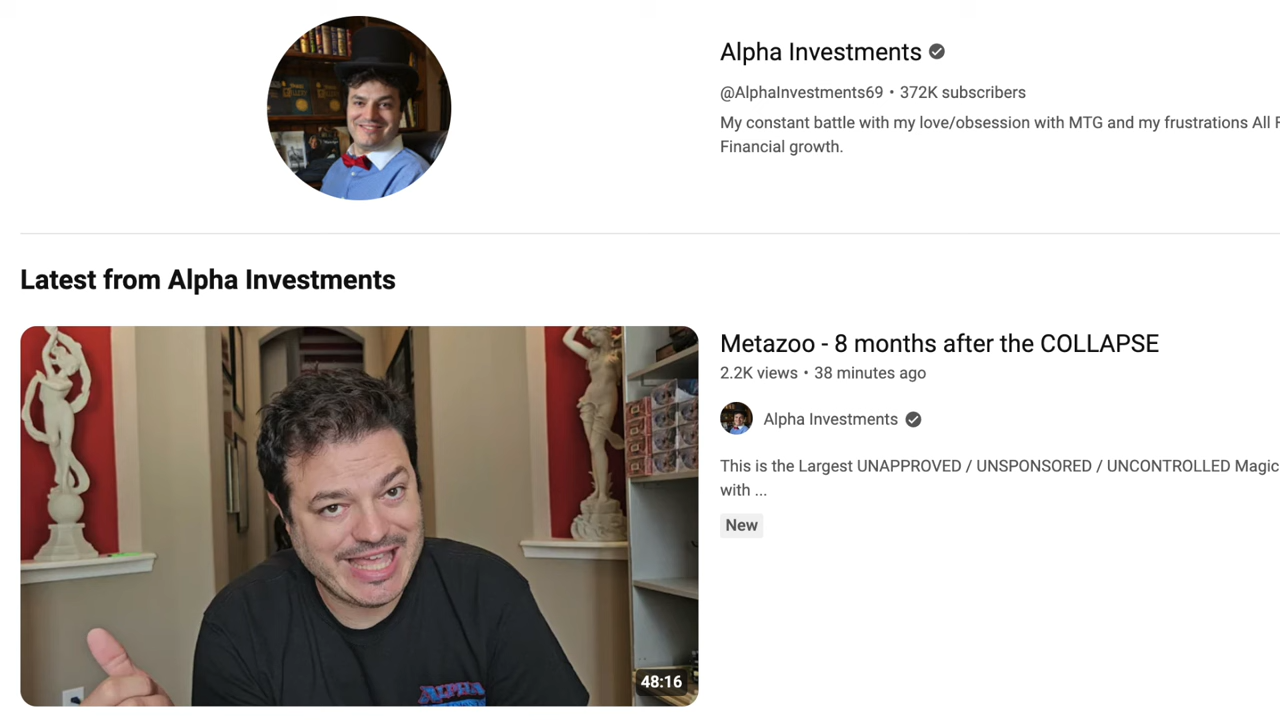 Alpha Investments
@AlphaInvestments69 • 372K subscribers
My constant battle with my love/obsession with MTG and my frustrations All
Financial growth.
Latest from Alpha Investments
Metazoo - 8 months after the COLLAPSE
2.2K views • 38 minutes ago
Alpha Investments
This is the Largest UNAPPROVED / UNSPONSORED / UNCONTROLLED Magic
with ...
New
ALPHA
48:16